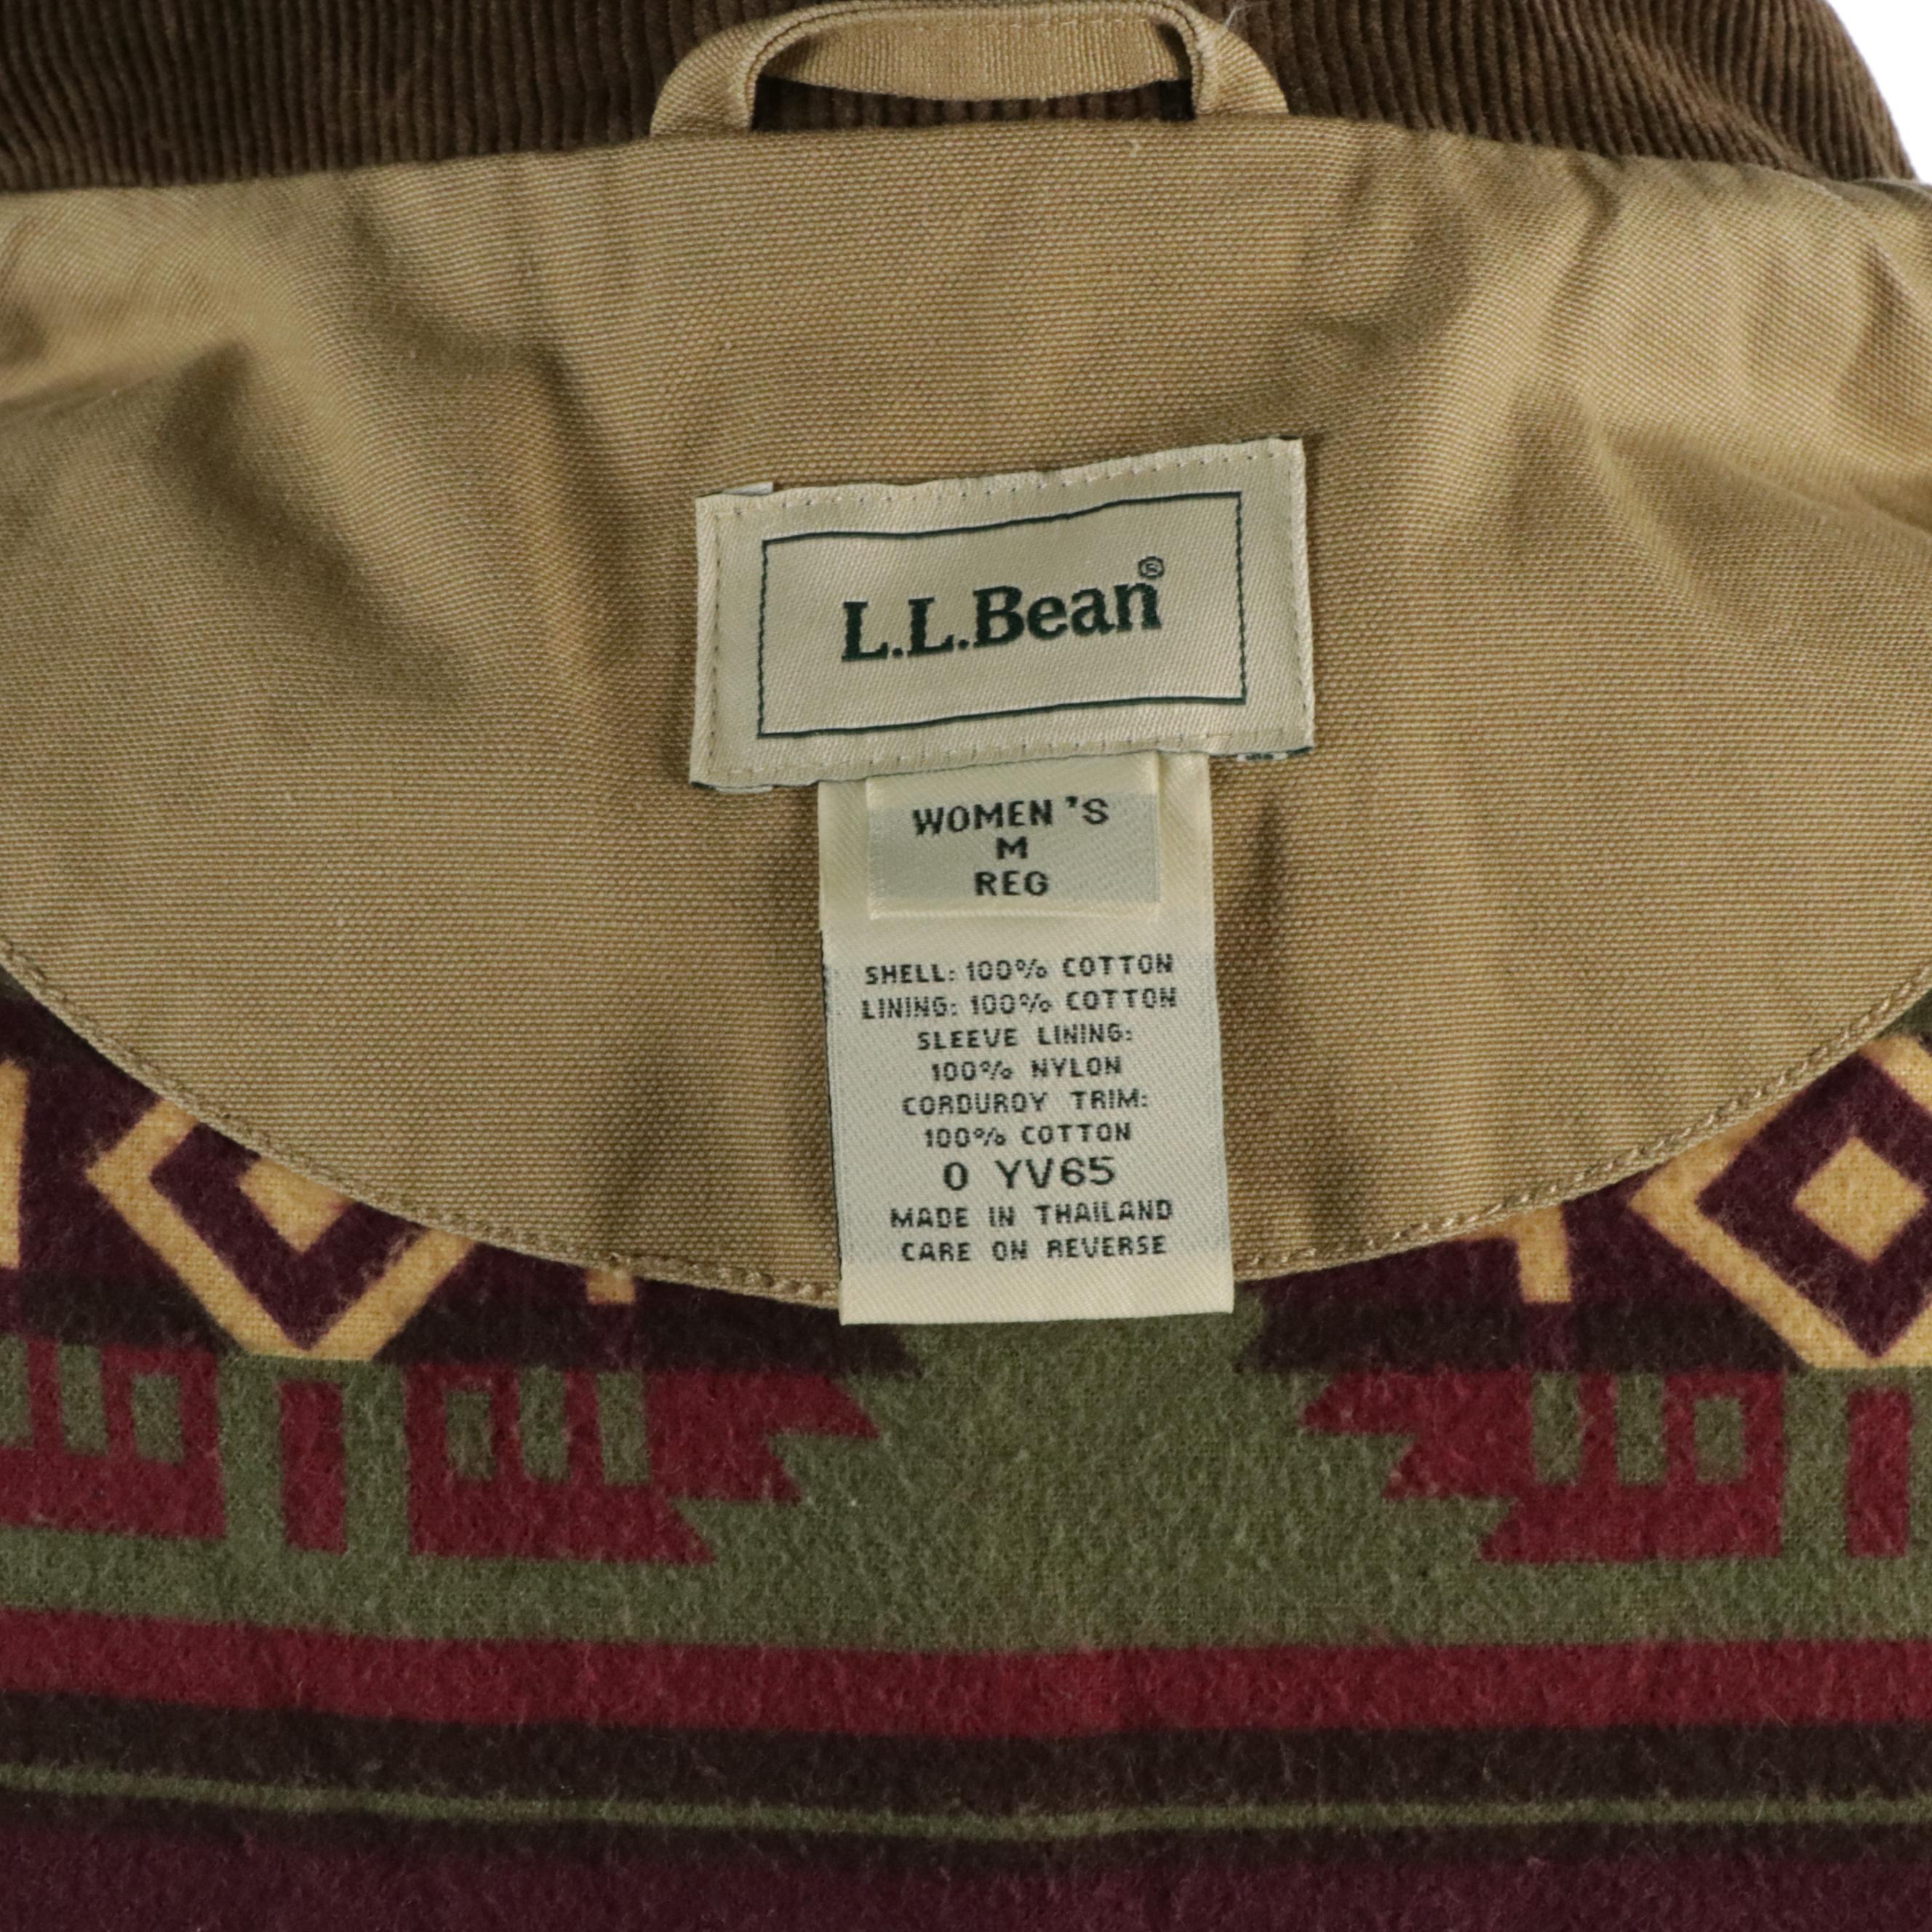 L.L.Bean®
WOMEN'S
M
REG
SHELL: 100% COTTON
LINING: 100% COTTON
SLEEVE LINING:
100% NYLON
CORDUROY TRIM:
100% COTTON
0 YV65
MADE IN THAILAND
CARE ON REVERSE